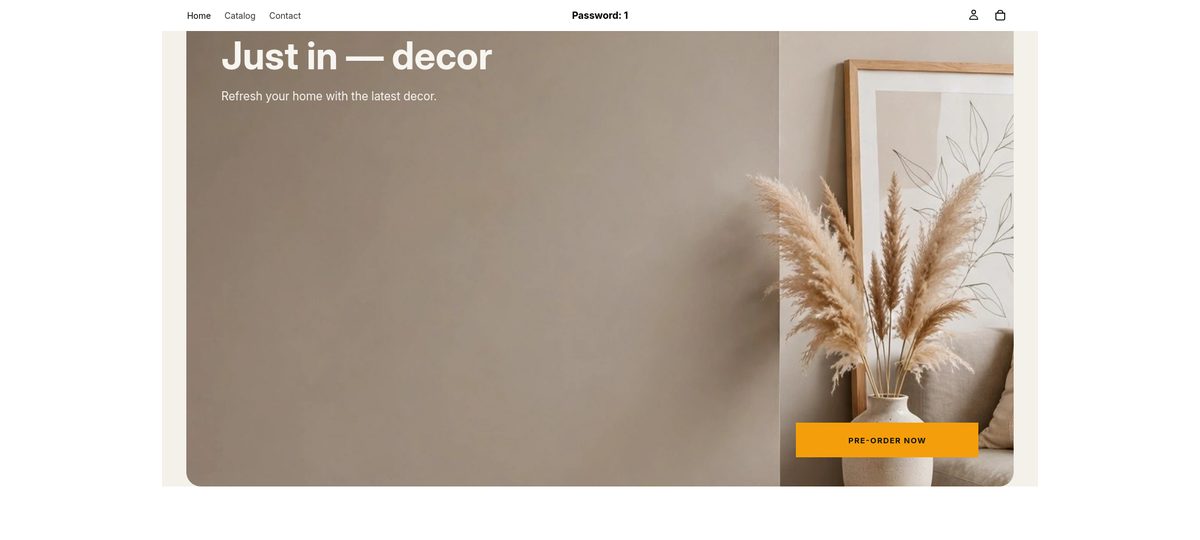 Home
Catalog
Contact
Password: 1
Just in — decor
Refresh your home with the latest decor.
PRE-ORDER NOW